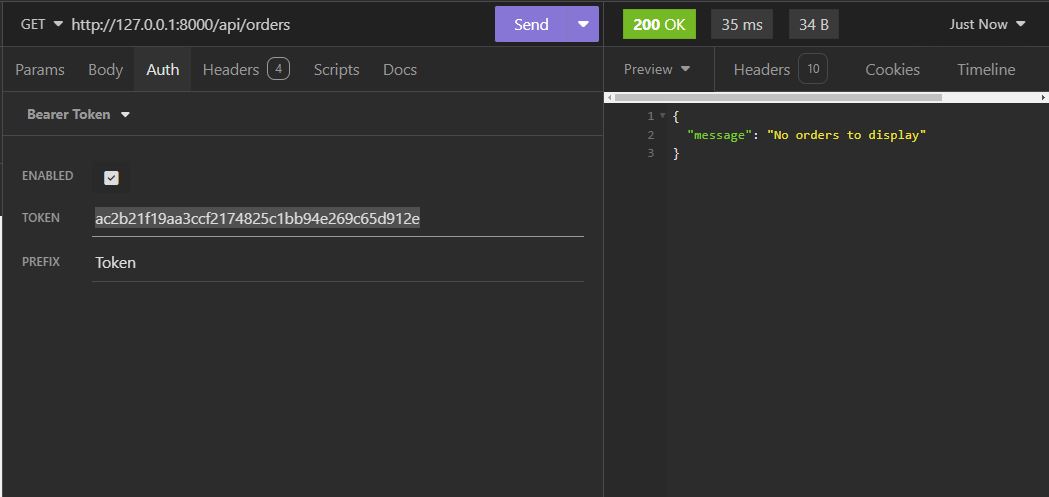 GET http://127.0.0.1:8000/api/orders Send
200 OK 35 ms 34 B Just Now
Params Body Auth Headers 4 Scripts Docs
Preview Headers 10 Cookies Timeline
Bearer Token
ENABLED
TOKEN ac2b21f19aa3ccf2174825c1bb94e269c65d912e
PREFIX Token
1 {
2 "message": "No orders to display"
3 }